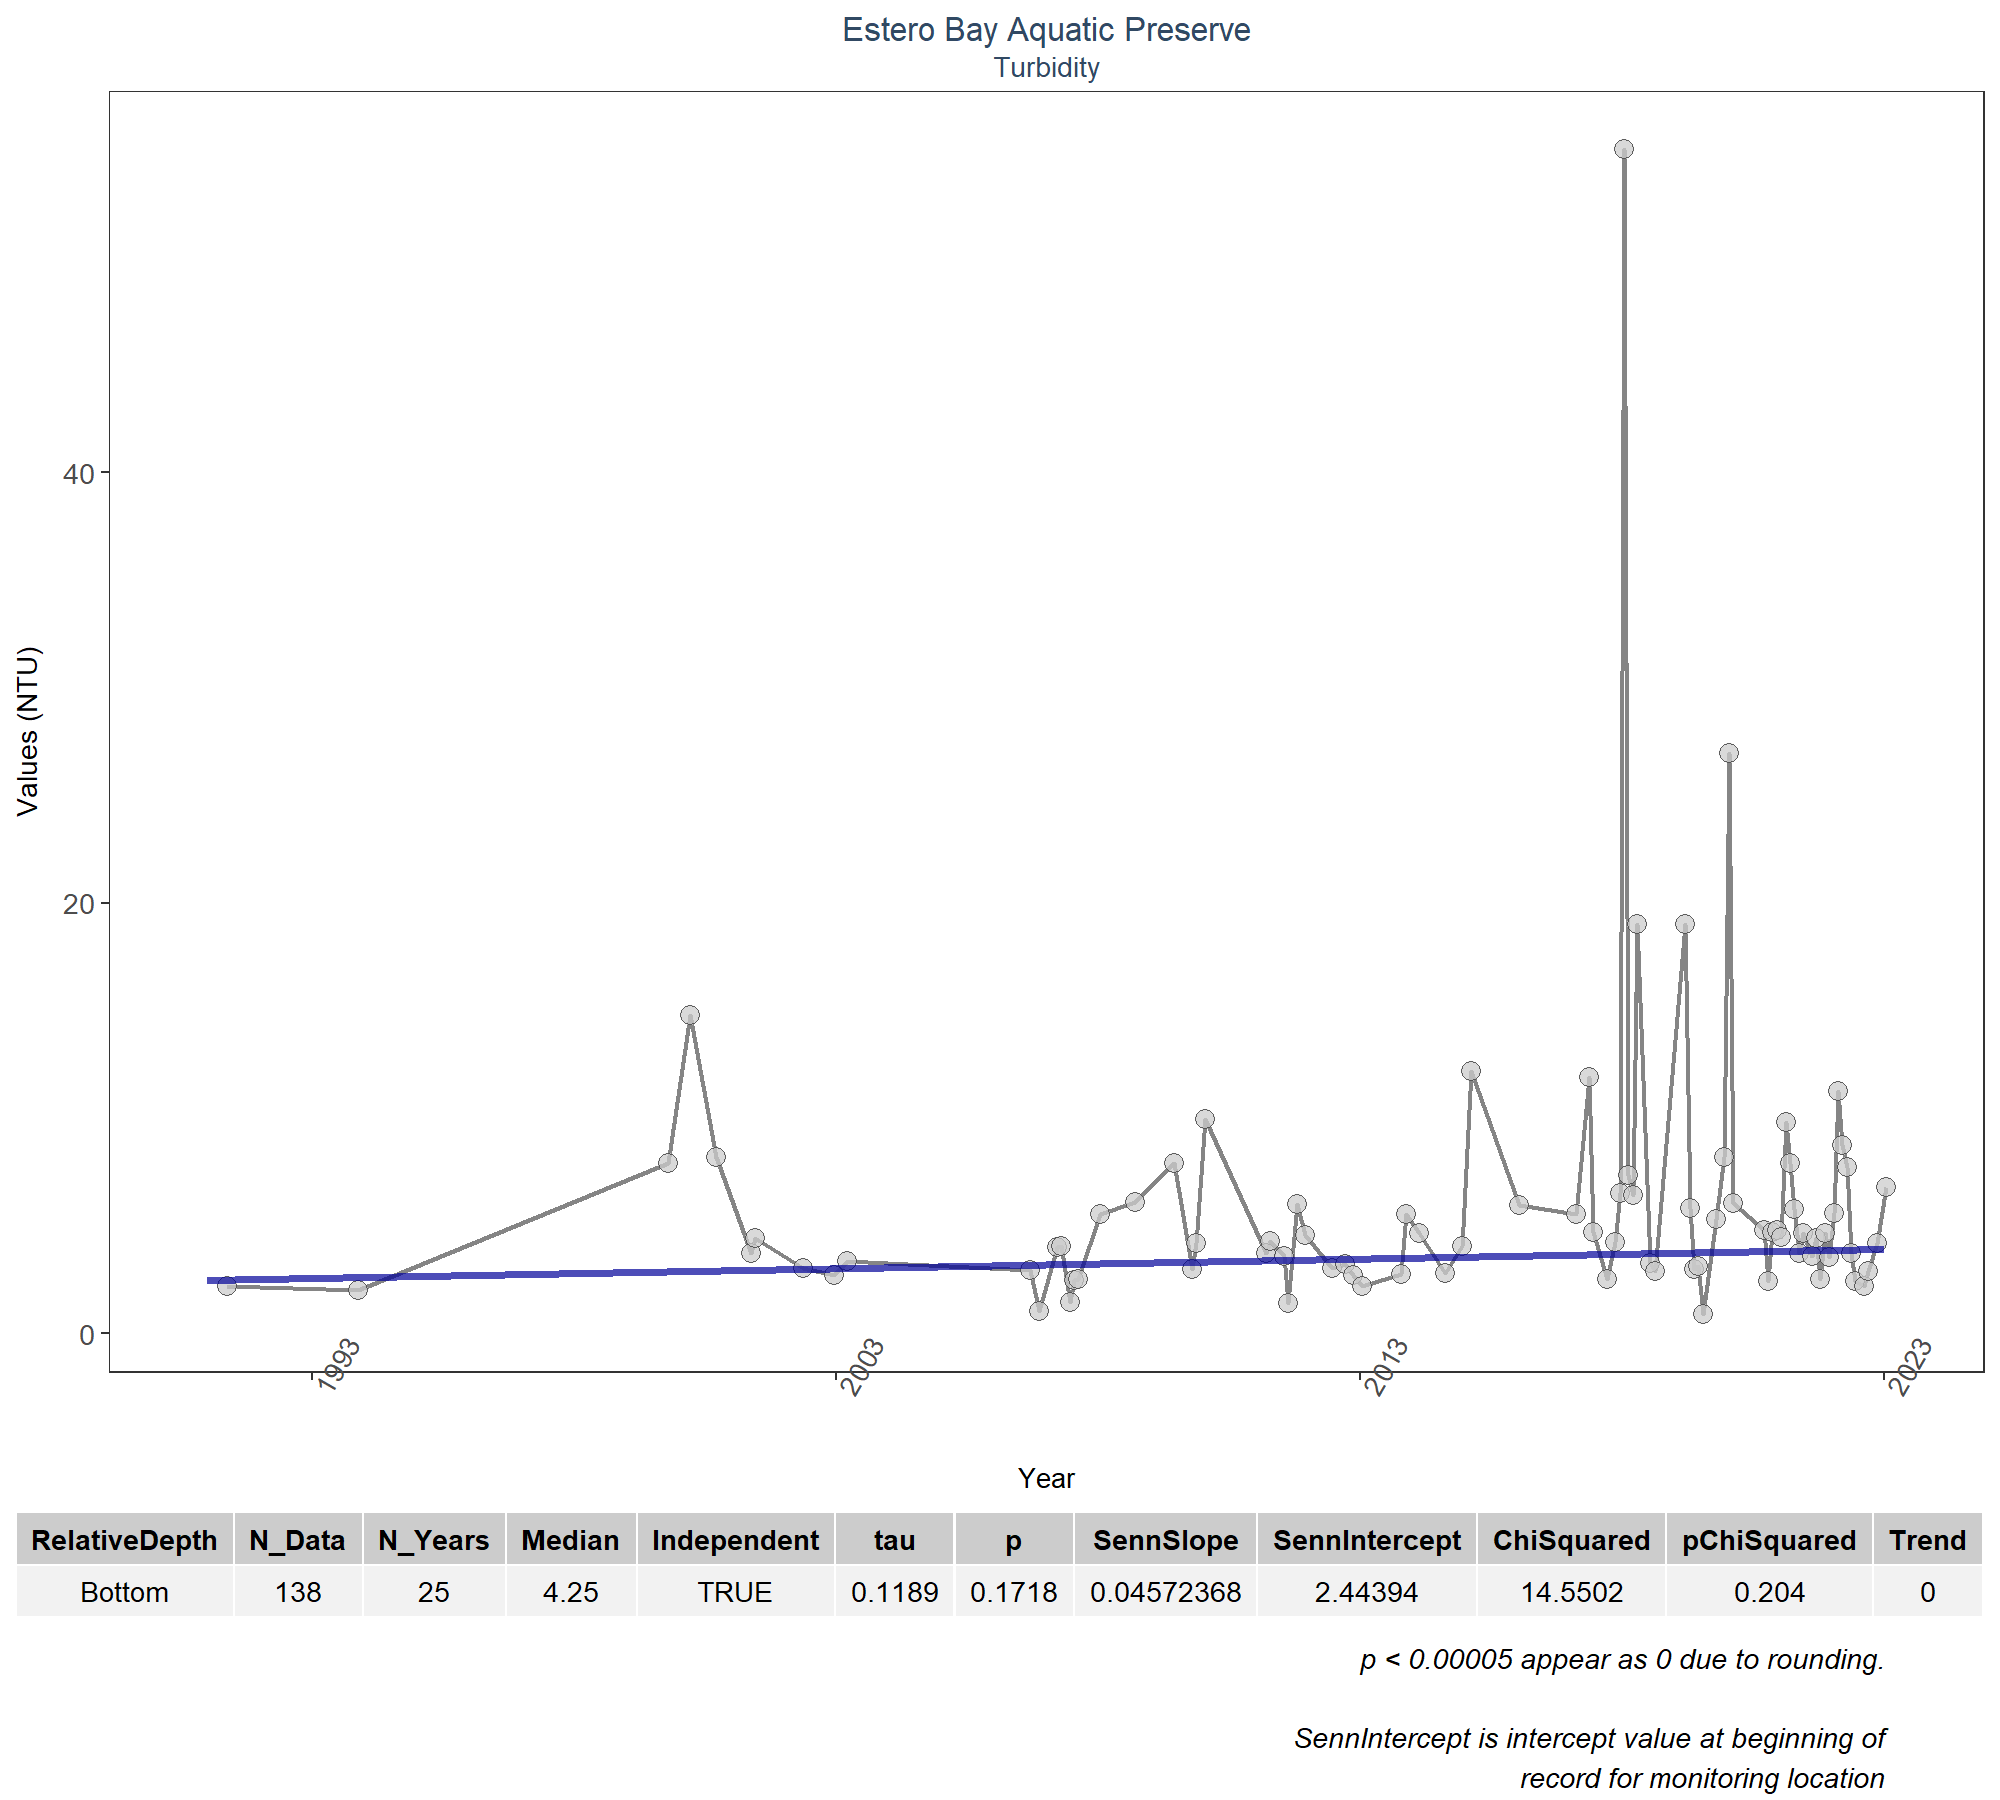 Estero Bay Aquatic Preserve
Turbidity
Values (NTU)
40
20
0
1993
2003
2013
2023
Year
RelativeDepth N_Data N_Years Median Independent tau p SennSlope SennIntercept ChiSquared pChiSquared Trend
Bottom 138 25 4.25 TRUE 0.1189 0.1718 0.04572368 2.44394 14.5502 0.204 0
p < 0.00005 appear as 0 due to rounding.
SennIntercept is intercept value at beginning of
record for monitoring location